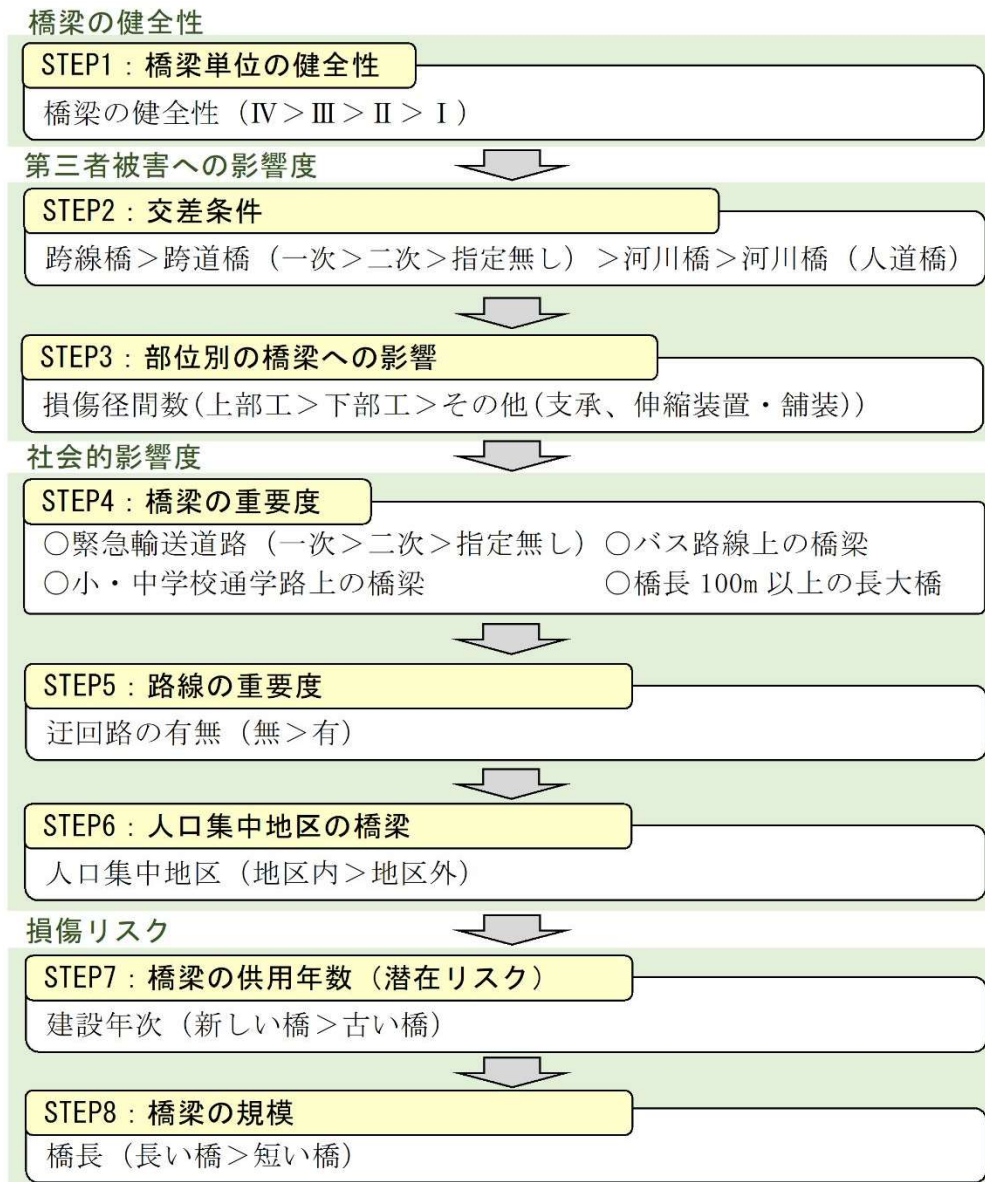 橋梁の健全性
STEP1：橋梁単位の健全性
橋梁の健全性（Ⅳ＞Ⅲ＞Ⅱ＞Ⅰ）
第三者被害への影響度
STEP2：交差条件
跨線橋＞跨道橋（一次＞二次＞指定無し）＞河川橋＞河川橋（人道橋）
STEP3：部位別の橋梁への影響
損傷径間数(上部工＞下部工＞その他(支承、伸縮装置・舗装))
社会的影響度
STEP4：橋梁の重要度
○緊急輸送道路（一次＞二次＞指定無し）○バス路線上の橋梁
○小・中学校通学路上の橋梁　○橋長 100m 以上の長大橋
STEP5：路線の重要度
迂回路の有無（無＞有）
STEP6：人口集中地区の橋梁
人口集中地区（地区内＞地区外）
損傷リスク
STEP7：橋梁の供用年数（潜在リスク）
建設年次（新しい橋＞古い橋）
STEP8：橋梁の規模
橋長（長い橋＞短い橋）